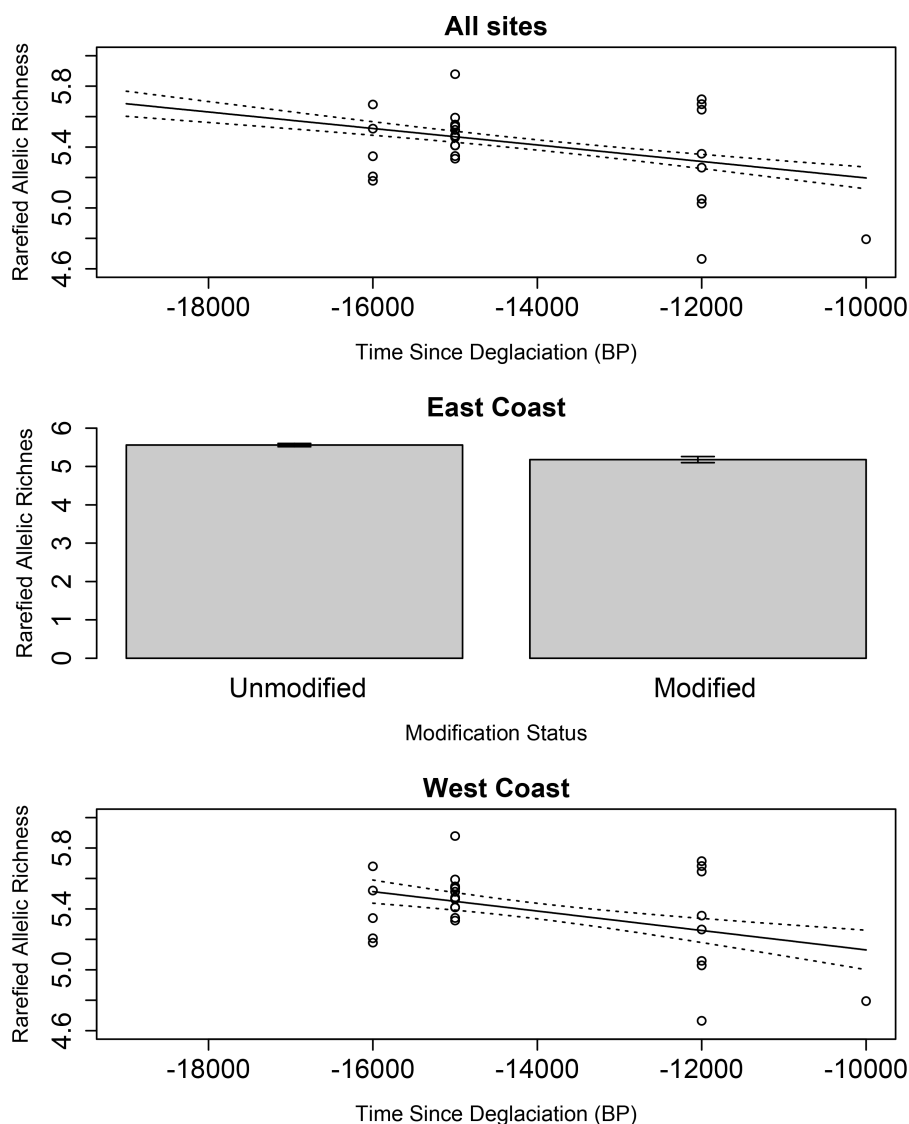 All sites
Rarefied Allelic Richness
5.8
5.4
5.0
4.6
-18000 -16000 -14000 -12000 -10000
Time Since Deglaciation (BP)
East Coast
Rarefied Allelic Richnes
6
5
4
3
2
1
0
Unmodified Modified
Modification Status
West Coast
Rarefied Allelic Richness
5.8
5.4
5.0
4.6
-18000 -16000 -14000 -12000 -10000
Time Since Deglaciation (BP)